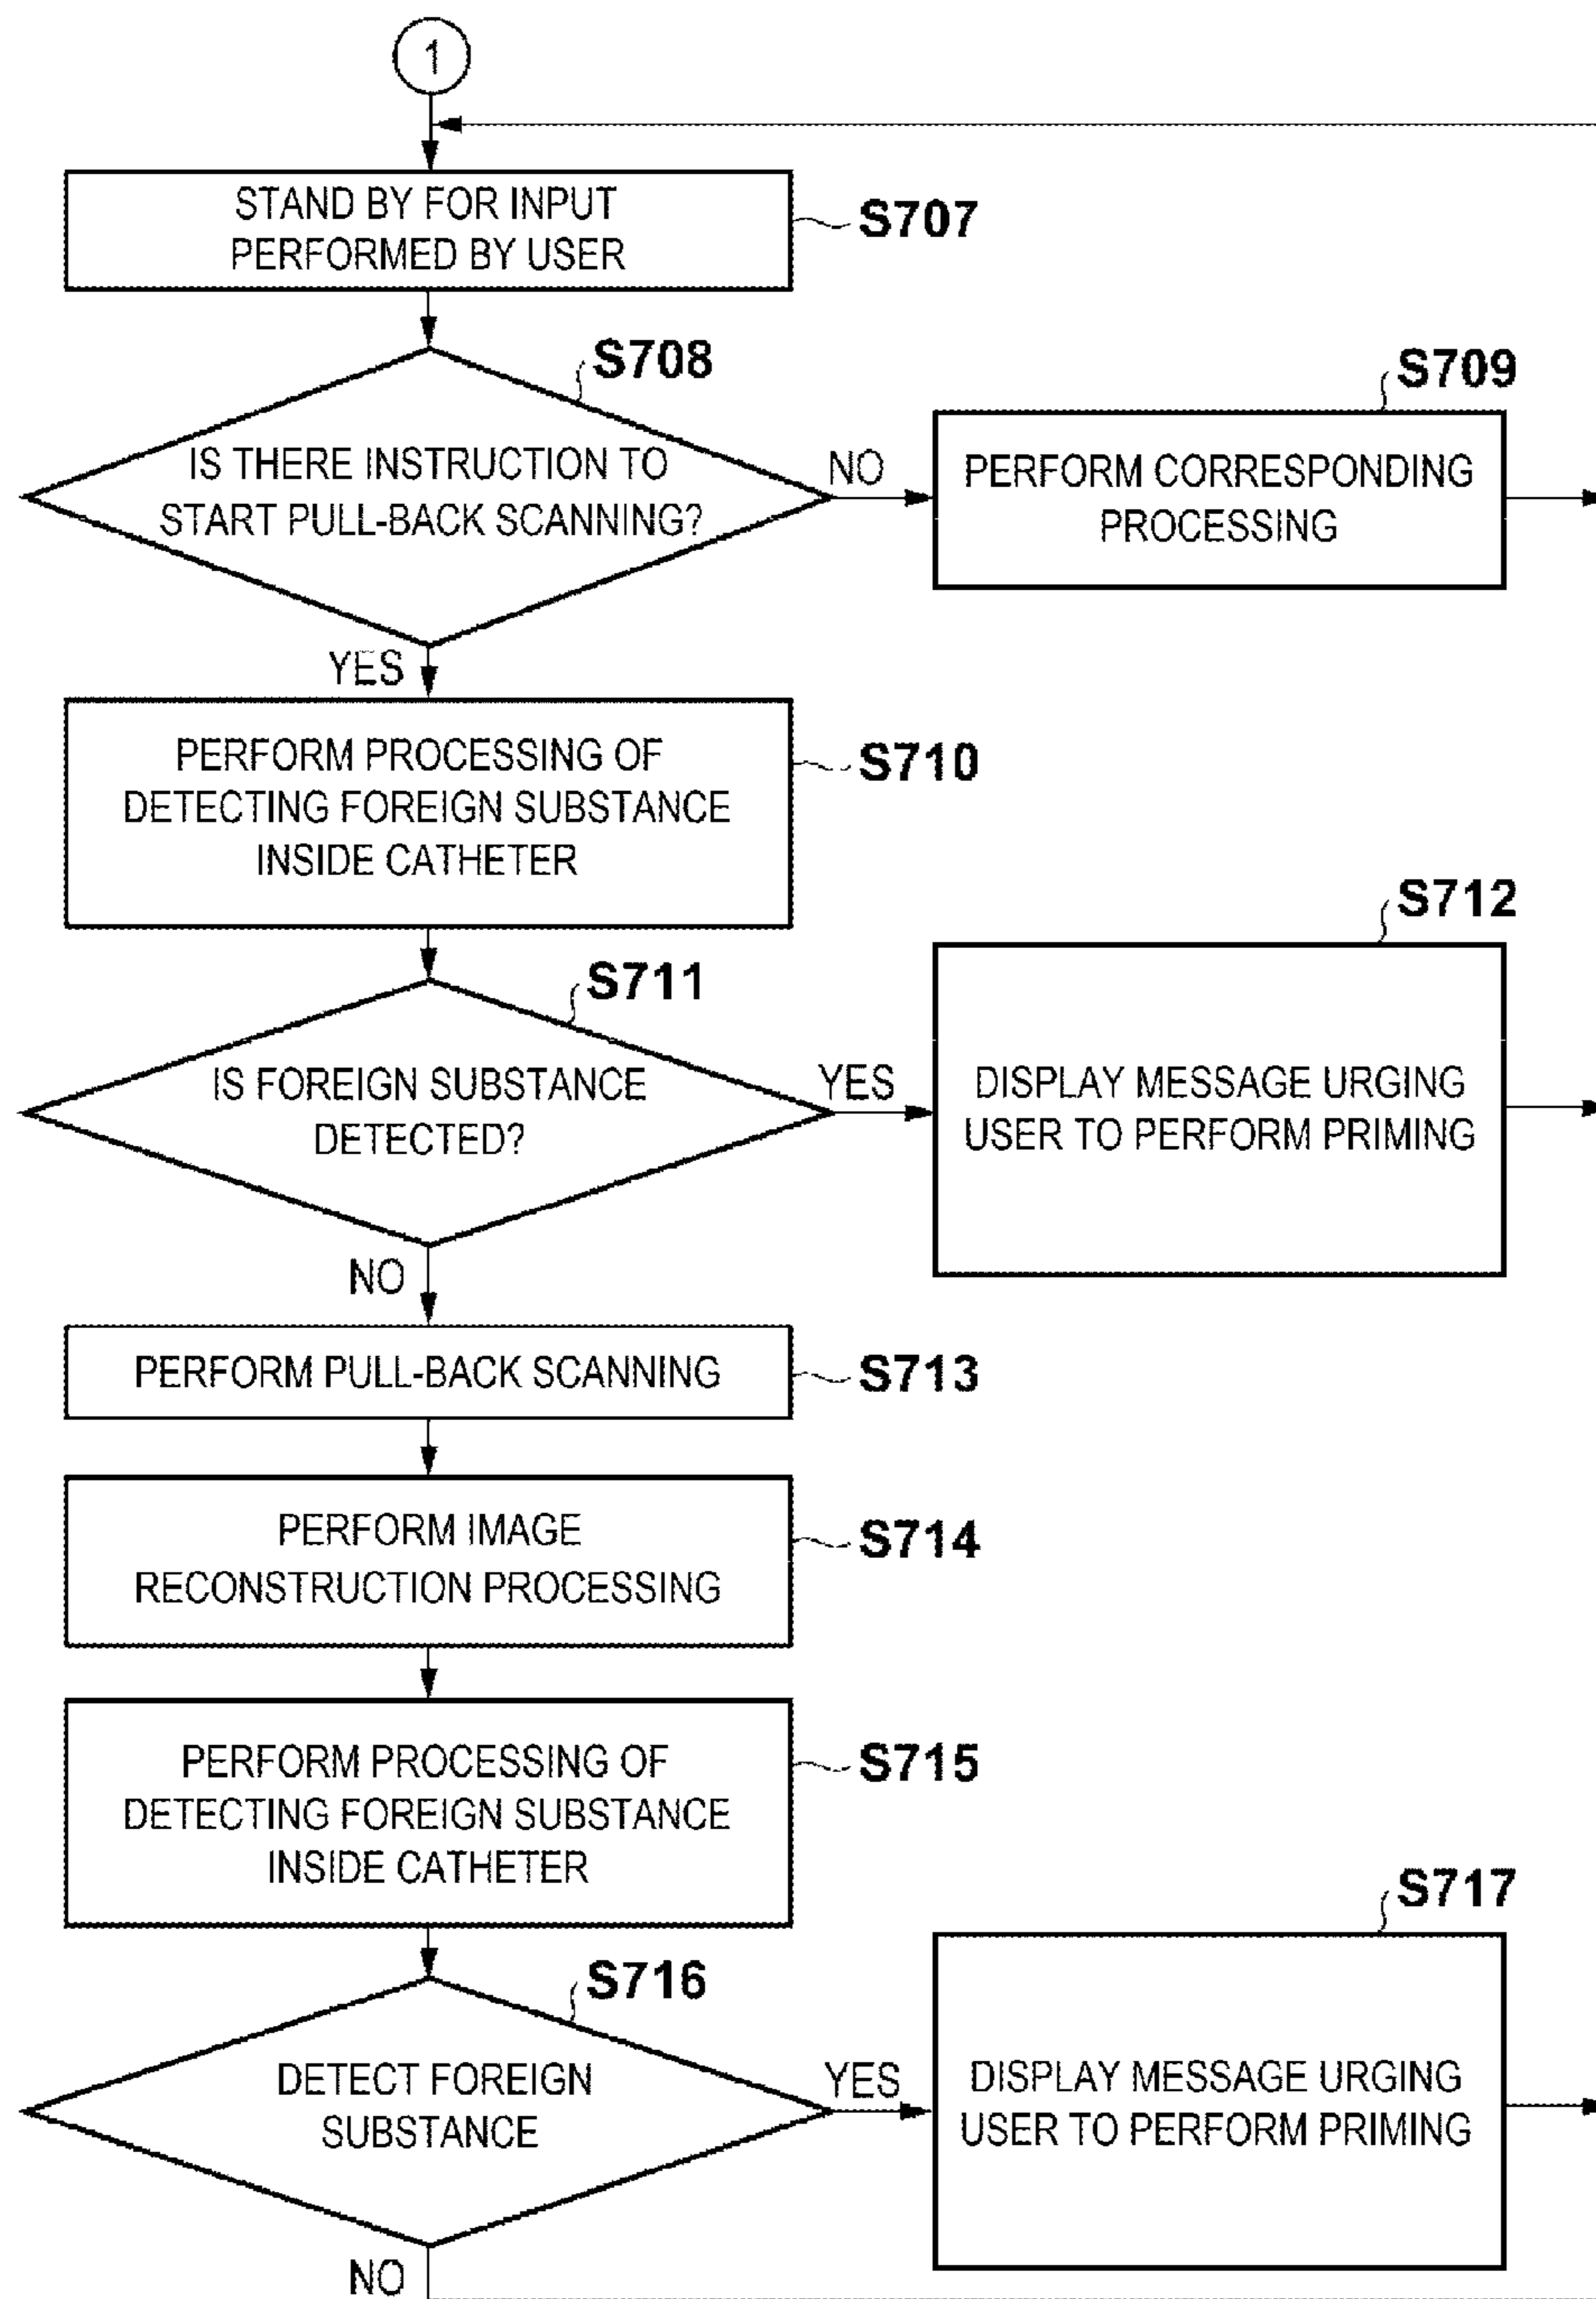 1
STAND BY FOR INPUT
PERFORMED BY USER
S707
S708
IS THERE INSTRUCTION TO
START PULL-BACK SCANNING?
NO
S709
PERFORM CORRESPONDING
PROCESSING
YES
PERFORM PROCESSING OF
DETECTING FOREIGN SUBSTANCE
INSIDE CATHETER
S710
S711
IS FOREIGN SUBSTANCE
DETECTED?
YES
S712
DISPLAY MESSAGE URGING
USER TO PERFORM PRIMING
NO
PERFORM PULL-BACK SCANNING
S713
PERFORM IMAGE
RECONSTRUCTION PROCESSING
S714
PERFORM PROCESSING OF
DETECTING FOREIGN SUBSTANCE
INSIDE CATHETER
S715
S716
DETECT FOREIGN
SUBSTANCE
YES
S717
DISPLAY MESSAGE URGING
USER TO PERFORM PRIMING
NO